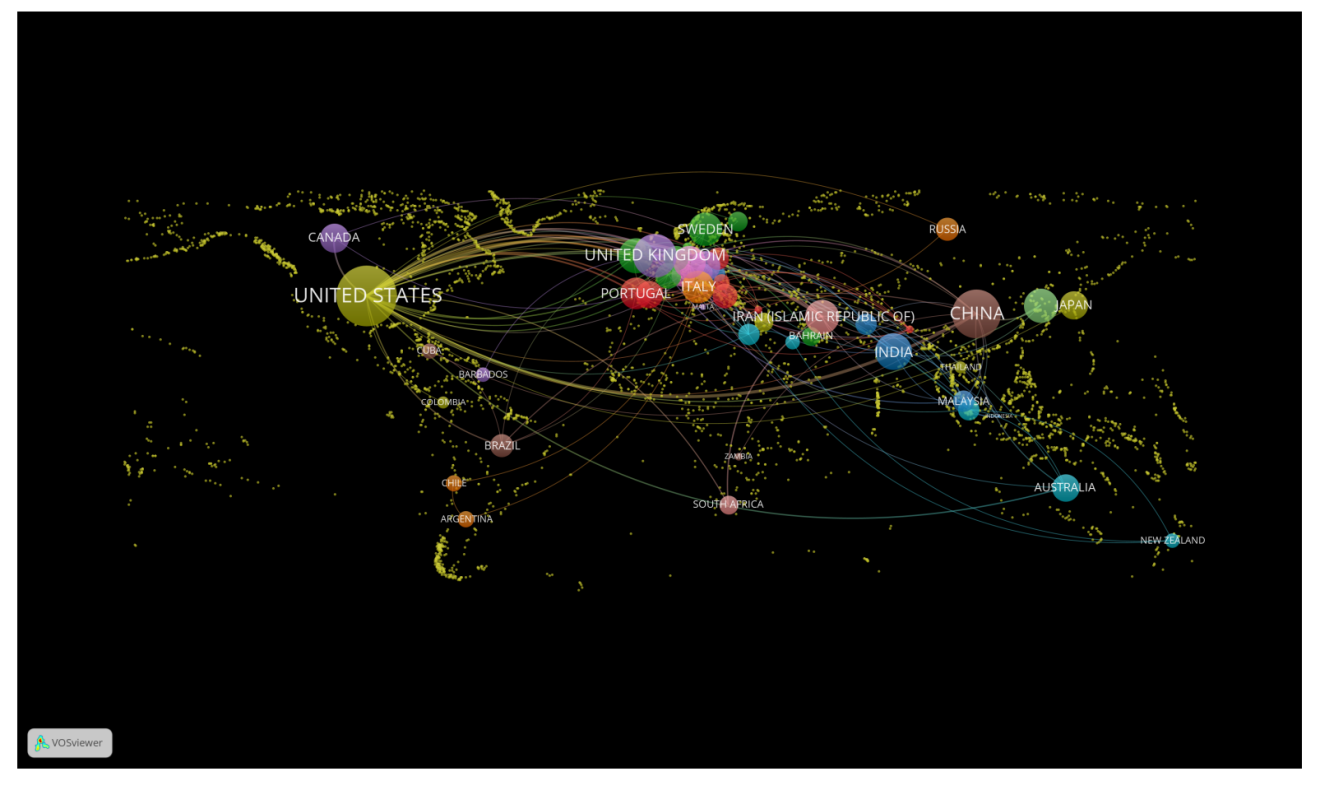 SWEDEN
RUSSIA
CANADA
UNITED KINGDOM
ITALY
PORTUGAL
UNITED STATES
MALTA
JAPAN
CHINA
IRAN (ISLAMIC REPUBLIC OF)
BAHRAIN
CUBA
INDIA
THAILAND
BARBADOS
COLOMBIA
MALAYSIA
BRAZIL
ZAMBIA
CHILE
AUSTRALIA
SOUTH AFRICA
ARGENTINA
NEW ZEALAND
VOSviewer